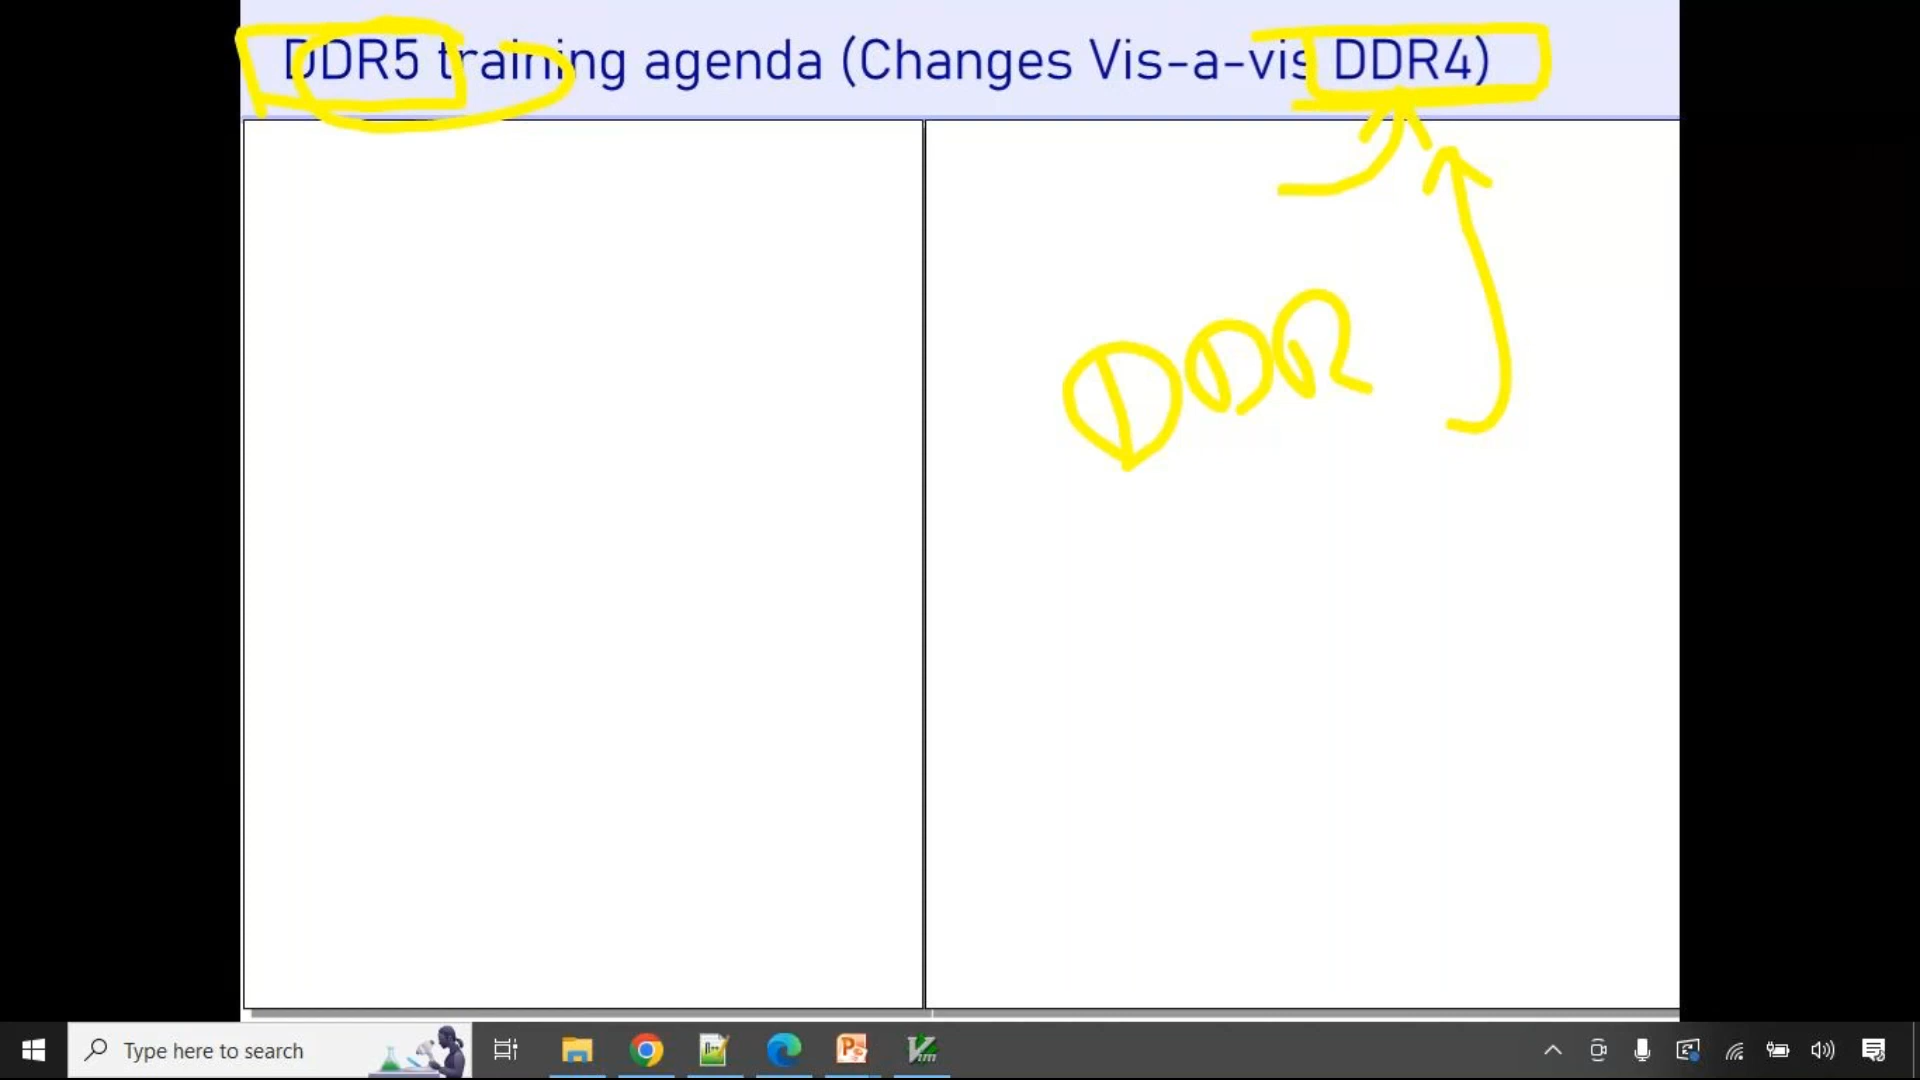 DDR5 training agenda (Changes Vis-a-vis DDR4)
DDR
Type here to search